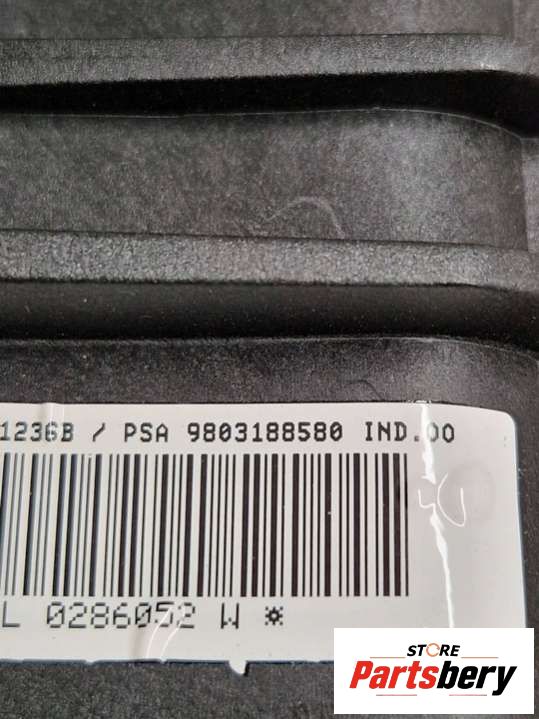 1236B / PSA 9803188580 IND.00
L 0286052 W ☼
STORE
Partsbery